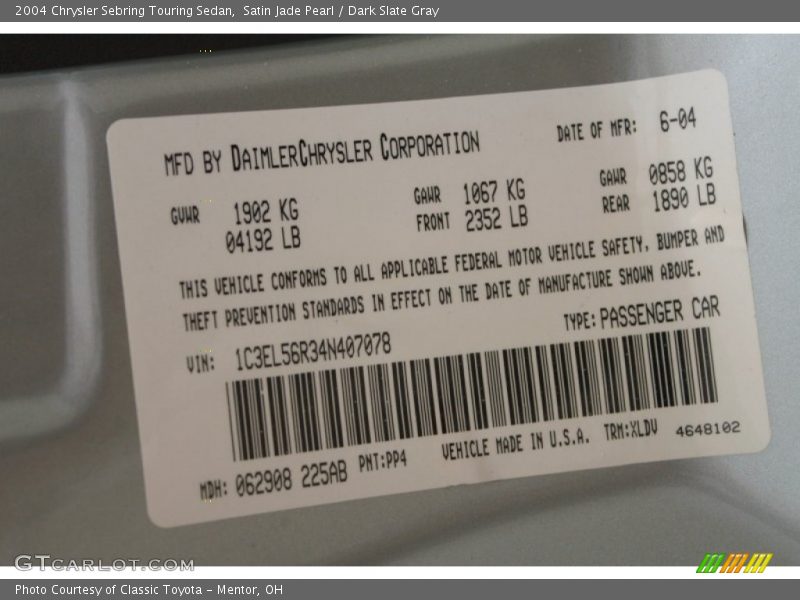 2004 Chrysler Sebring Touring Sedan,  Satin Jade Pearl / Dark Slate Gray
MFD BY DAIMLERCHRYSLER CORPORATION DATE OF MFR: 6-04
GVWR 1902 KG GAWR 1067 KG GAWR 0858 KG
04192 LB FRONT 2352 LB REAR 1890 LB
THIS VEHICLE CONFORMS TO ALL APPLICABLE FEDERAL MOTOR VEHICLE SAFETY, BUMPER AND
THEFT PREVENTION STANDARDS IN EFFECT ON THE DATE OF MANUFACTURE SHOWN ABOVE.
VIN: 1C3EL56R34N407078 TYPE: PASSENGER CAR
MDH: 062908 225AB PNT:PP4 VEHICLE MADE IN U.S.A. TRM:XLDV 4648102
GTCARLOT.COM
Photo Courtesy of Classic Toyota - Mentor, OH